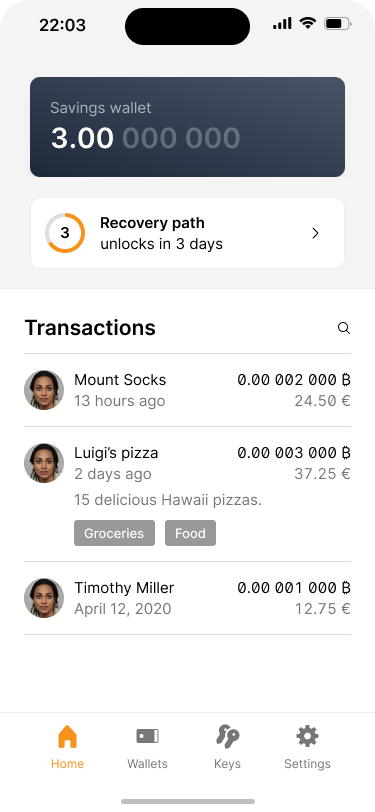 22:03
Savings wallet
3.00 000 000
3
Recovery path
unlocks in 3 days
Transactions
Mount Socks 0.00 002 000 ₿
13 hours ago 24.50 €
Luigi’s pizza 0.00 003 000 ₿
2 days ago 37.25 €
15 delicious Hawaii pizzas.
Groceries Food
Timothy Miller 0.00 001 000 ₿
April 12, 2020 12.75 €
Home Wallets Keys Settings